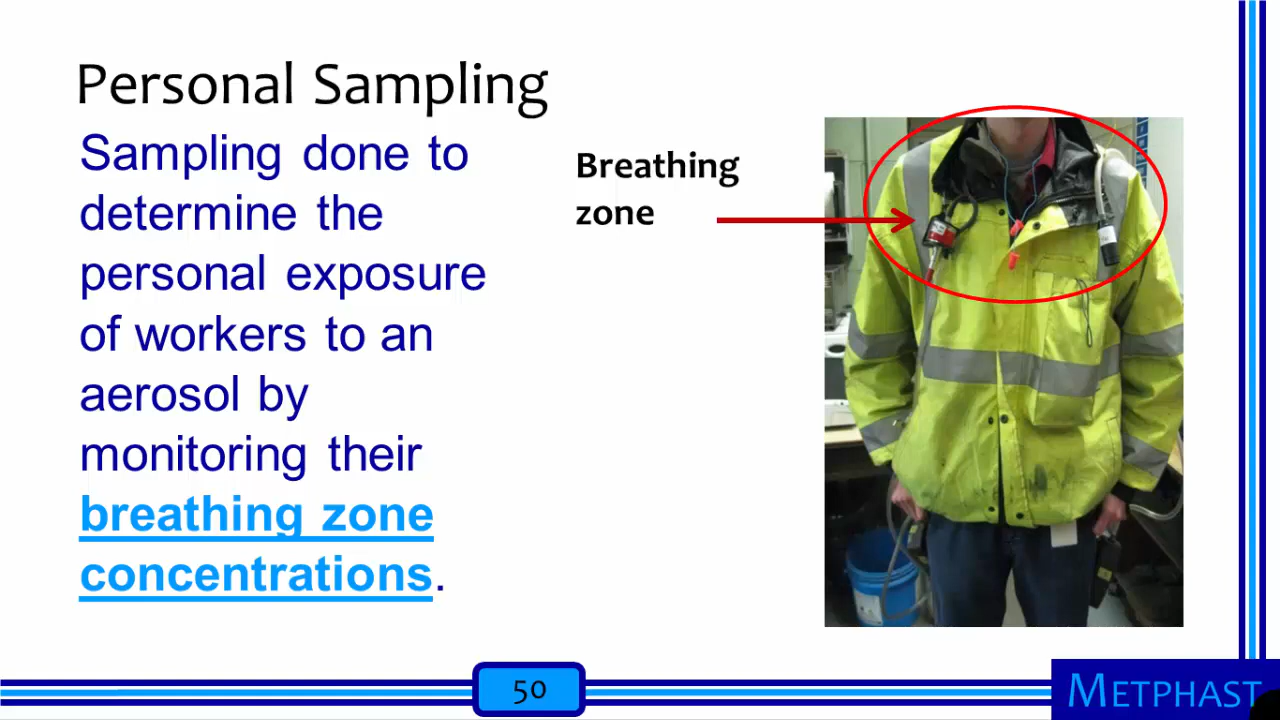 Personal Sampling
Sampling done to
determine the
personal exposure
of workers to an
aerosol by
monitoring their
breathing zone
concentrations.
Breathing
zone
50
METPHAST